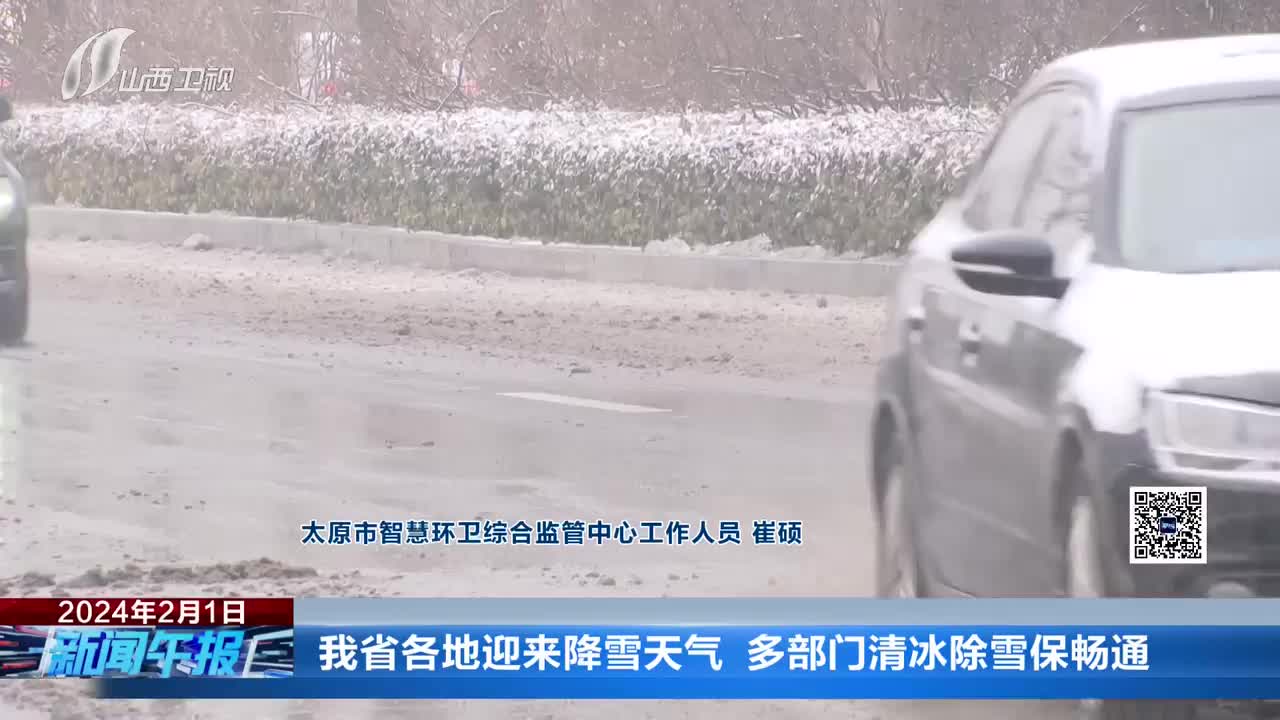 山西卫视
太原市智慧环卫综合监管中心工作人员 崔硕
2024年2月1日
新闻午报
我省各地迎来降雪天气 多部门清冰除雪保畅通